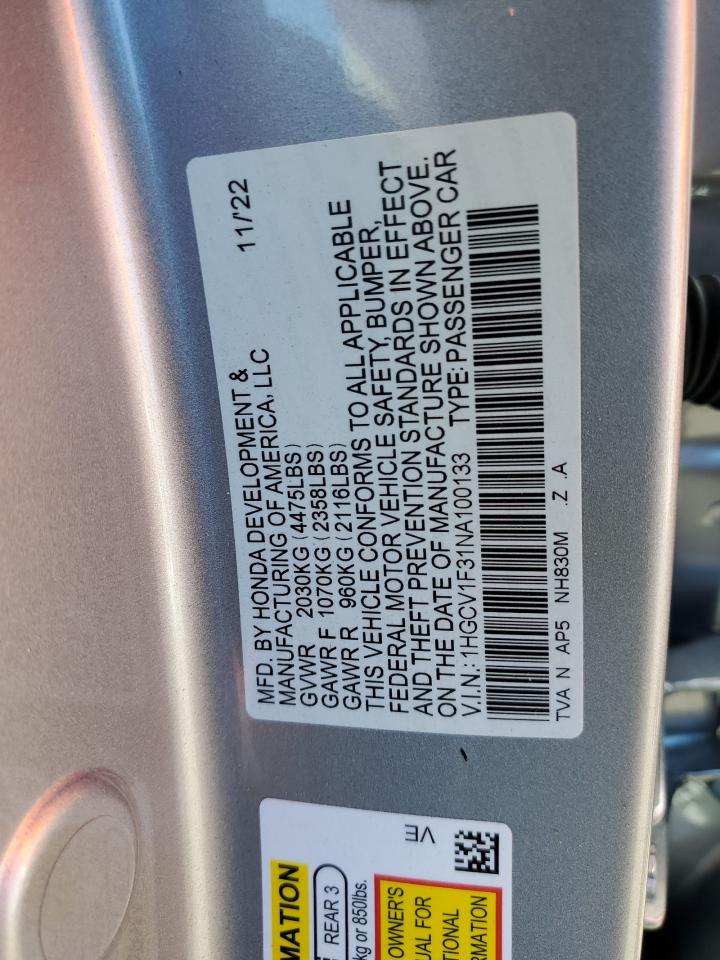 MFD. BY HONDA DEVELOPMENT &
MANUFACTURING OF AMERICA, LLC 11/'22
GVWR 2030KG (4475LBS)
GAWR F 1070KG (2358LBS)
GAWR R 960KG (2116LBS)
THIS VEHICLE CONFORMS TO ALL APPLICABLE
FEDERAL MOTOR VEHICLE SAFETY, BUMPER,
AND THEFT PREVENTION STANDARDS IN EFFECT
ON THE DATE OF MANUFACTURE SHOWN ABOVE.
V.I.N.: 1HGCV1F31NA100133 TYPE: PASSENGER CAR
TVA N AP5 NH830M .Z .A
VE
MATION
REAR 3
kg or 850lbs.
OWNER'S
UAL FOR
TIONAL
RMATION